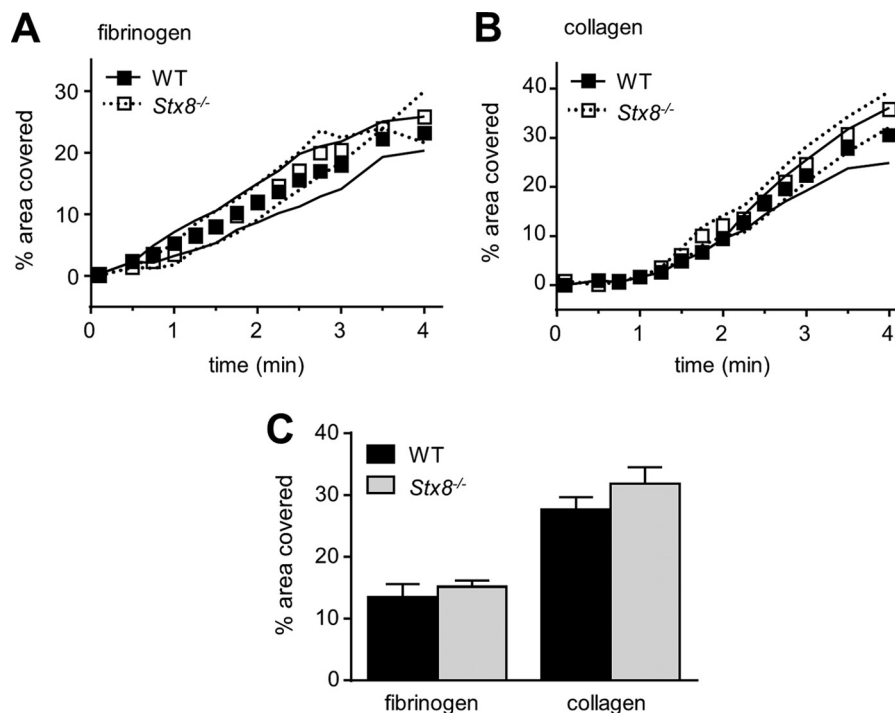 A
fibrinogen
WT
Stx8-/-
% area covered
30
20
10
0
0
1
2
3
4
time (min)
B
collagen
WT
Stx8-/-
% area covered
40
30
20
10
0
0
1
2
3
4
time (min)
C
WT
Stx8-/-
% area covered
40
30
20
10
0
fibrinogen
collagen